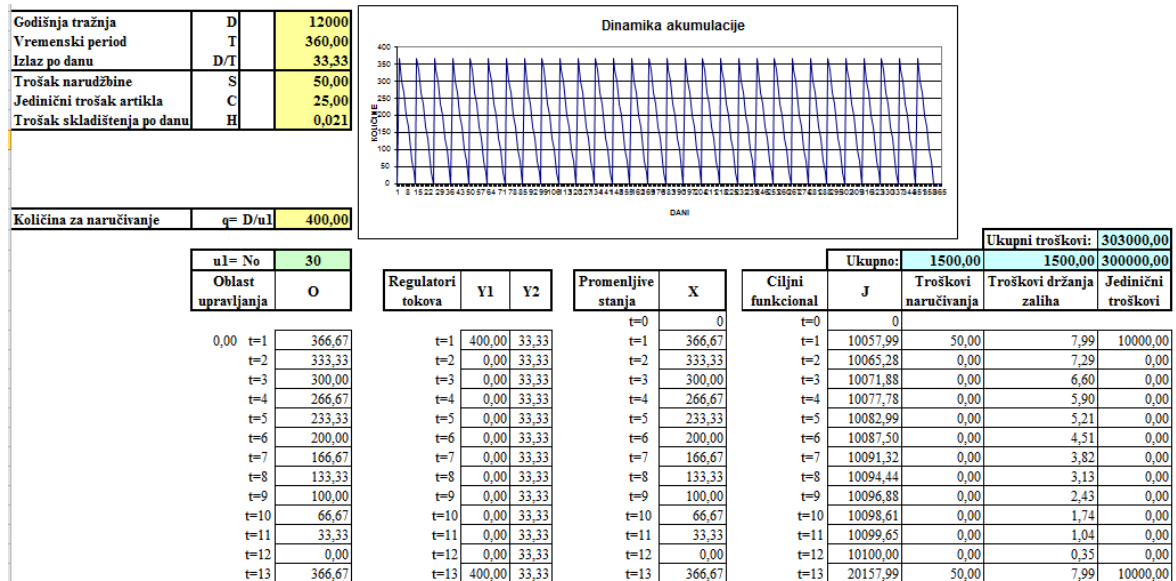 Godišnja tražnja D 12000
Vremenski period T 360,00
Izlaz po danu D/T 33,33
Trošak narudžbine S 50,00
Jedinični trošak artikla C 25,00
Trošak skladištenja po danu H 0,021
Dinamika akumulacije
KOLIČINE
400
350
300
250
200
150
100
50
0
DANI
Količina za naručivanje q= D/u1 400,00
Ukupni troškovi: 303000,00
u1= No 30 Ukupno: 1500,00 1500,00 300000,00
Oblast upravljanja O Regulatori tokova Y1 Y2 Promenljive stanja X Ciljni funkcional J Troškovi naručivanja Troškovi držanja zaliha Jedinični troškovi
t=0 0 t=0 0
0,00 t=1 366,67 t=1 400,00 33,33 t=1 366,67 t=1 10057,99 50,00 7,99 10000,00
t=2 333,33 t=2 0,00 33,33 t=2 333,33 t=2 10065,28 0,00 7,29 0,00
t=3 300,00 t=3 0,00 33,33 t=3 300,00 t=3 10071,88 0,00 6,60 0,00
t=4 266,67 t=4 0,00 33,33 t=4 266,67 t=4 10077,78 0,00 5,90 0,00
t=5 233,33 t=5 0,00 33,33 t=5 233,33 t=5 10082,99 0,00 5,21 0,00
t=6 200,00 t=6 0,00 33,33 t=6 200,00 t=6 10087,50 0,00 4,51 0,00
t=7 166,67 t=7 0,00 33,33 t=7 166,67 t=7 10091,32 0,00 3,82 0,00
t=8 133,33 t=8 0,00 33,33 t=8 133,33 t=8 10094,44 0,00 3,13 0,00
t=9 100,00 t=9 0,00 33,33 t=9 100,00 t=9 10096,88 0,00 2,43 0,00
t=10 66,67 t=10 0,00 33,33 t=10 66,67 t=10 10098,61 0,00 1,74 0,00
t=11 33,33 t=11 0,00 33,33 t=11 33,33 t=11 10099,65 0,00 1,04 0,00
t=12 0,00 t=12 0,00 33,33 t=12 0,00 t=12 10100,00 0,00 0,35 0,00
t=13 366,67 t=13 400,00 33,33 t=13 366,67 t=13 20157,99 50,00 7,99 10000,00